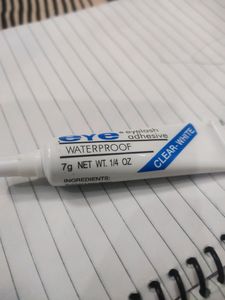 eye eyelash
adhesive
WATERPROOF
7g NET WT. 1/4 OZ
CLEAR-WHITE
INGREDIENTS: